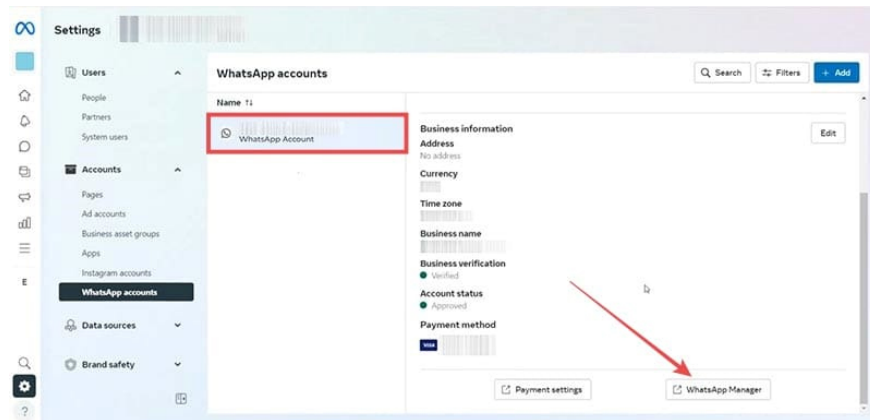 Settings
Users
People
Partners
System users
Accounts
Pages
Ad accounts
Business asset groups
Apps
Instagram accounts
WhatsApp accounts
Data sources
Brand safety
E
?
WhatsApp accounts
Search
Filters
+ Add
Name ↑↓
WhatsApp Account
Business information
Edit
Address
No address
Currency
Time zone
Business name
Business verification
Verified
Account status
Approved
Payment method
VISA
Payment settings
WhatsApp Manager